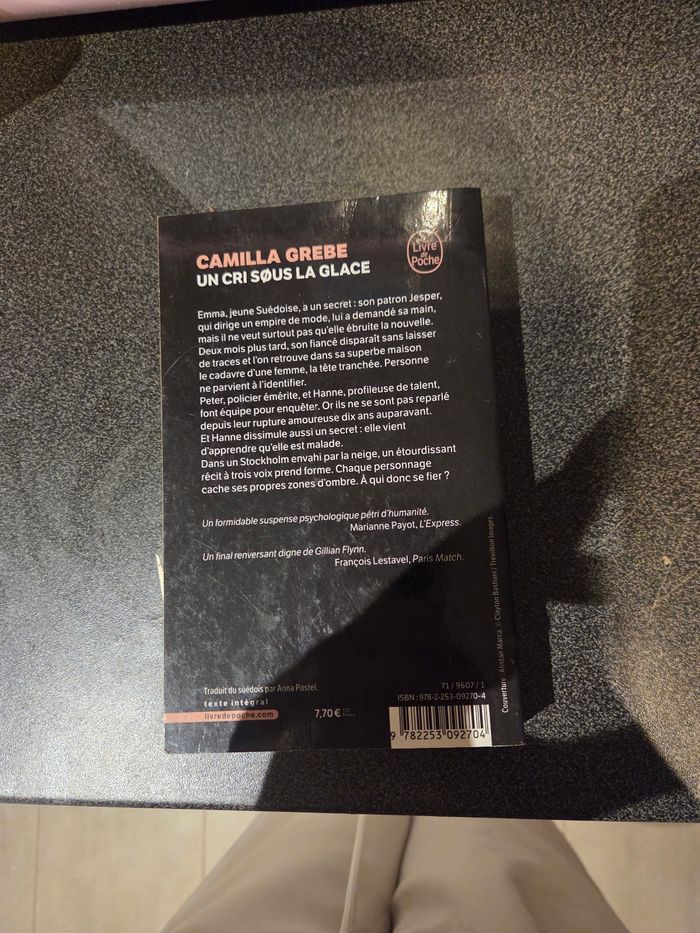 CAMILLA GREBE
UN CRI SØUS LA GLACE
Le
Livre
de
Poche
Emma, jeune Suédoise, a un secret : son patron Jesper,
qui dirige un empire de mode, lui a demandé sa main,
mais il ne veut surtout pas qu'elle ébruite la nouvelle.
Deux mois plus tard, son fiancé disparaît sans laisser
de traces et l'on retrouve dans sa superbe maison
le cadavre d'une femme, la tête tranchée. Personne
ne parvient à l'identifier.
Peter, policier émérite, et Hanne, profileuse de talent,
font équipe pour enquêter. Or ils ne se sont pas reparlé
depuis leur rupture amoureuse dix ans auparavant.
Et Hanne dissimule aussi un secret : elle vient
d'apprendre qu'elle est malade.
Dans un Stockholm envahi par la neige, un étourdissant
récit à trois voix prend forme. Chaque personnage
cache ses propres zones d'ombre. À qui donc se fier ?
Un formidable suspense psychologique pétri d'humanité.
Marianne Payot, L'Express.
Un final renversant digne de Gillian Flynn.
François Lestavel, Paris Match.
Traduit du suédois par Anna Postel.
texte intégral
livredepoche.com
7,70 €
France
71 / 9607 / 1
ISBN : 978-2-253-09270-4
9 782253 092704
Couverture : Alistair Marca. © Clayton Bastiani / Trevillion Images.